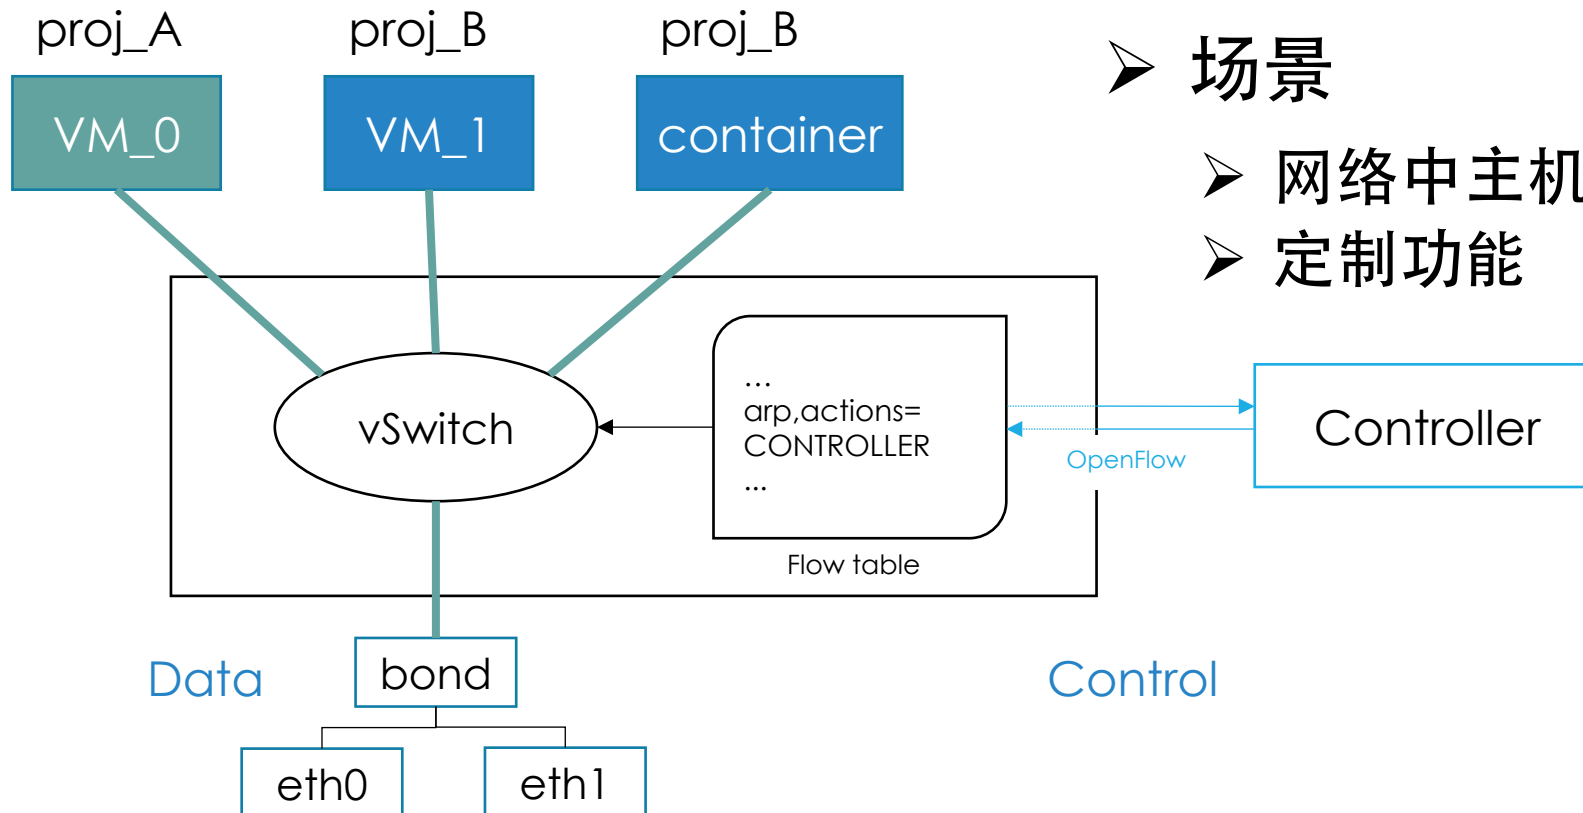 proj_A
proj_B
proj_B
VM_0
VM_1
container
➢ 场景
➢ 网络中主机
➢ 定制功能
vSwitch
...
arp,actions=
CONTROLLER
...
Flow table
OpenFlow
Controller
Data
bond
Control
eth0
eth1